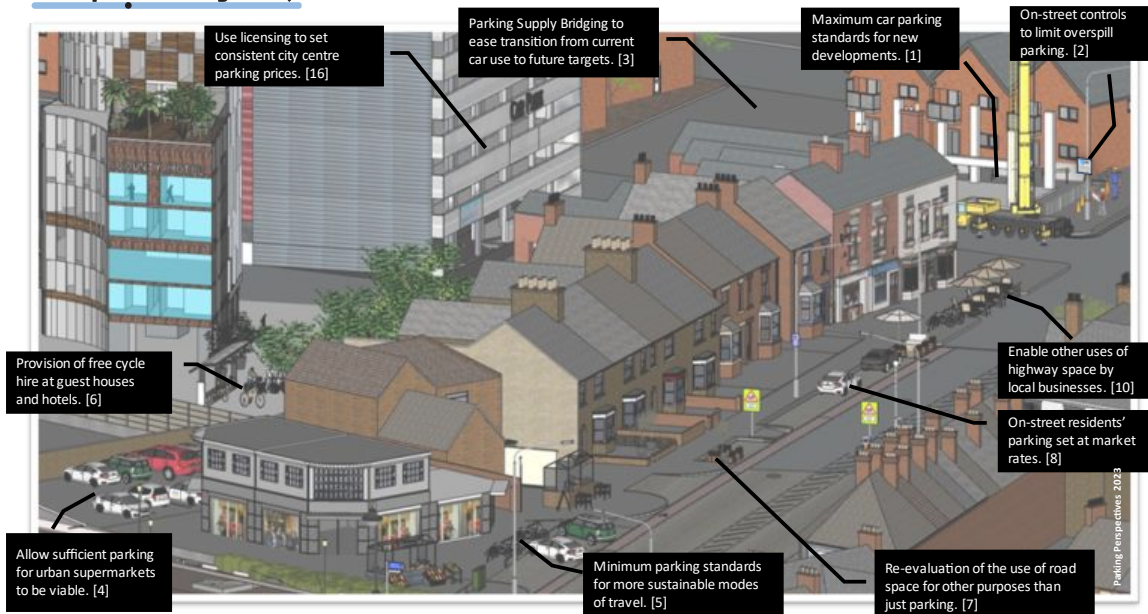 Use licensing to set
consistent city centre
parking prices. [16]
Parking Supply Bridging to
ease transition from current
car use to future targets. [3]
Maximum car parking
standards for new
developments. [1]
On-street controls
to limit overspill
parking. [2]
Car Park
Provision of free cycle
hire at guest houses
and hotels. [6]
Enable other uses of
highway space by
local businesses. [10]
On-street residents'
parking set at market
rates. [8]
Allow sufficient parking
for urban supermarkets
to be viable. [4]
Minimum parking standards
for more sustainable modes
of travel. [5]
Re-evaluation of the use of road
space for other purposes than
just parking. [7]
Parking Perspectives 2023